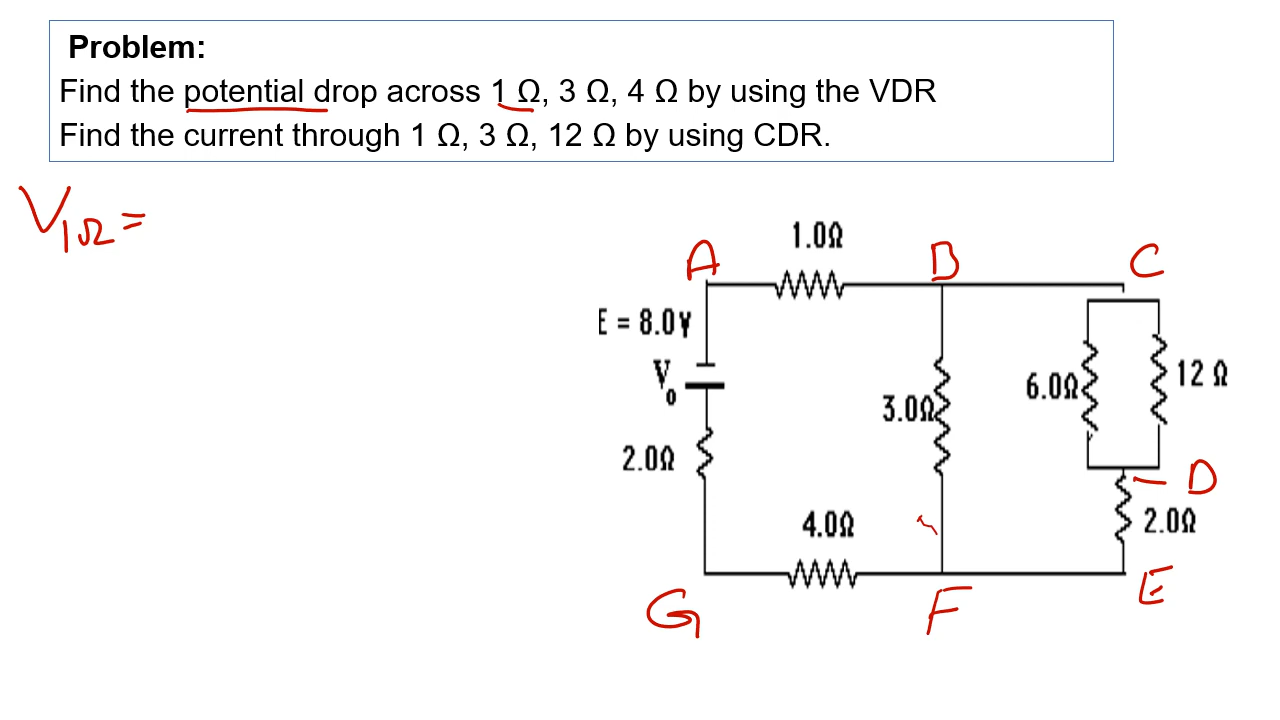 Problem:
Find the potential drop across 1 Ω, 3 Ω, 4 Ω by using the VDR
Find the current through 1 Ω, 3 Ω, 12 Ω by using CDR.
V1Ω =
1.0Ω
A
B
C
E = 8.0V
V0
12 Ω
6.0Ω
3.0Ω
2.0Ω
D
4.0Ω
2.0Ω
G
F
E